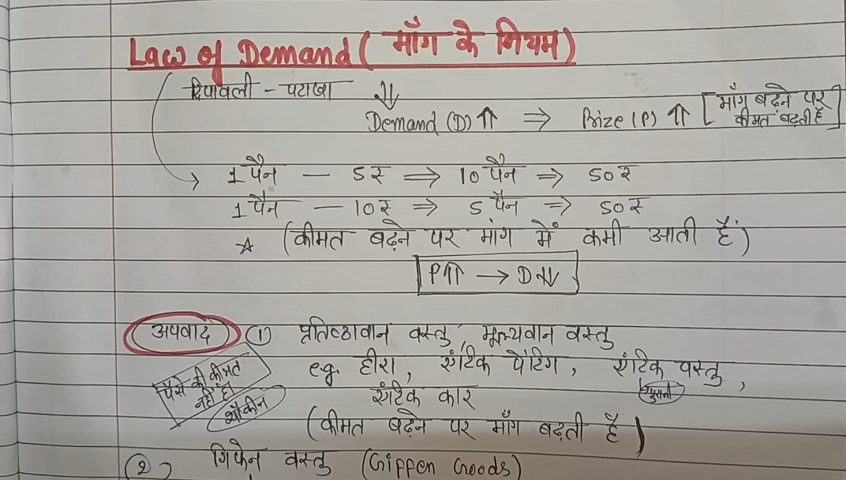 Law of Demand ( माँग के नियम )
दिपावली - पटाखा ⇓
Demand (D) ⇑ ⇒ Prize (P) ⇑ [माँग बढ़ने पर
कीमत बढ़ती है]
→ 1 पैन — 5 रु ⇒ 10 पैन ⇒ 50 रु
1 पैन — 10 रु ⇒ 5 पैन ⇒ 50 रु
☆ (कीमत बढ़ने पर मांग में कमी आती है)
P⇑ → D⇓
अपवाद (1) प्रतिष्ठावान वस्तु, मूल्यवान वस्तु
eg. हीरा, एंटिक पेंटिग, एंटिक वस्तु,
पुरानी
एंटिक कार
पैसे की कीमत
नहीं हो
शौकीन
(कीमत बढ़ने पर माँग बढ़ती है)
(2) गिफेन वस्तु (Giffen Goods)